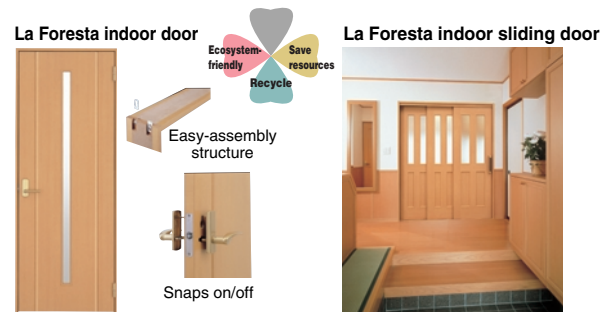 La Foresta indoor door
Ecosystem-
friendly
Save
resources
Recycle
Easy-assembly
structure
Snaps on/off
La Foresta indoor sliding door